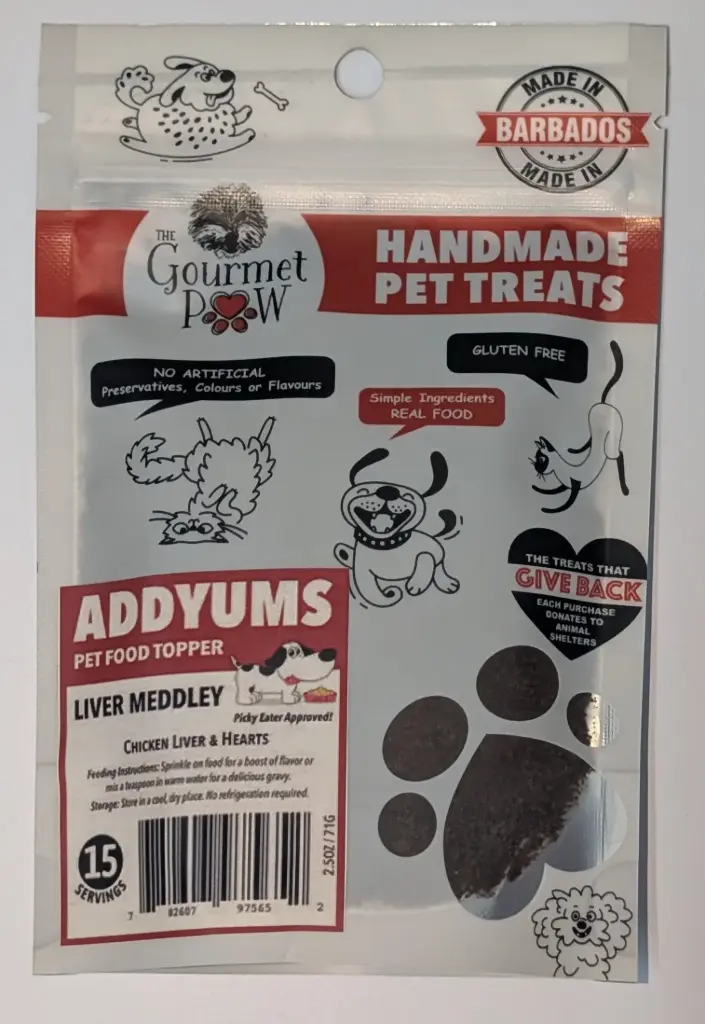 MADE IN
BARBADOS
MADE IN
THE
Gourmet
PAW
HANDMADE
PET TREATS
NO ARTIFICIAL
Preservatives, Colours or Flavours
GLUTEN FREE
Simple Ingredients
REAL FOOD
THE TREATS THAT
GIVE BACK
EACH PURCHASE
DONATES TO
ANIMAL
SHELTERS
ADDYUMS
PET FOOD TOPPER
LIVER MEDDLEY
Picky Eater Approved!
CHICKEN LIVER & HEARTS
Feeding Instructions: Sprinkle on food for a boost of flavor or
mix a teaspoon in warm water for a delicious gravy.
Storage: Store in a cool, dry place. No refrigeration required.
15
SERVINGS
2.5OZ/71G
7 82607 97565 2